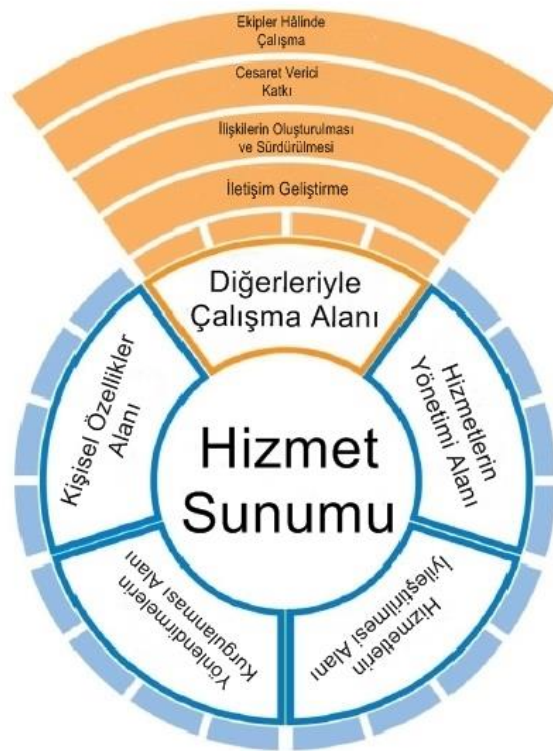 Ekipler Hâlinde
Çalışma
Cesaret Verici
Katkı
İlişkilerin Oluşturulması
ve Sürdürülmesi
İletişim Geliştirme
Diğerleriyle
Çalışma Alanı
Kişisel Özellikler
Alanı
Hizmetlerin
Yönetimi Alanı
Hizmet
Sunumu
Yönlendirmelerin
Kurgulanması Alanı
Hizmetlerin
İyileştirilmesi Alanı